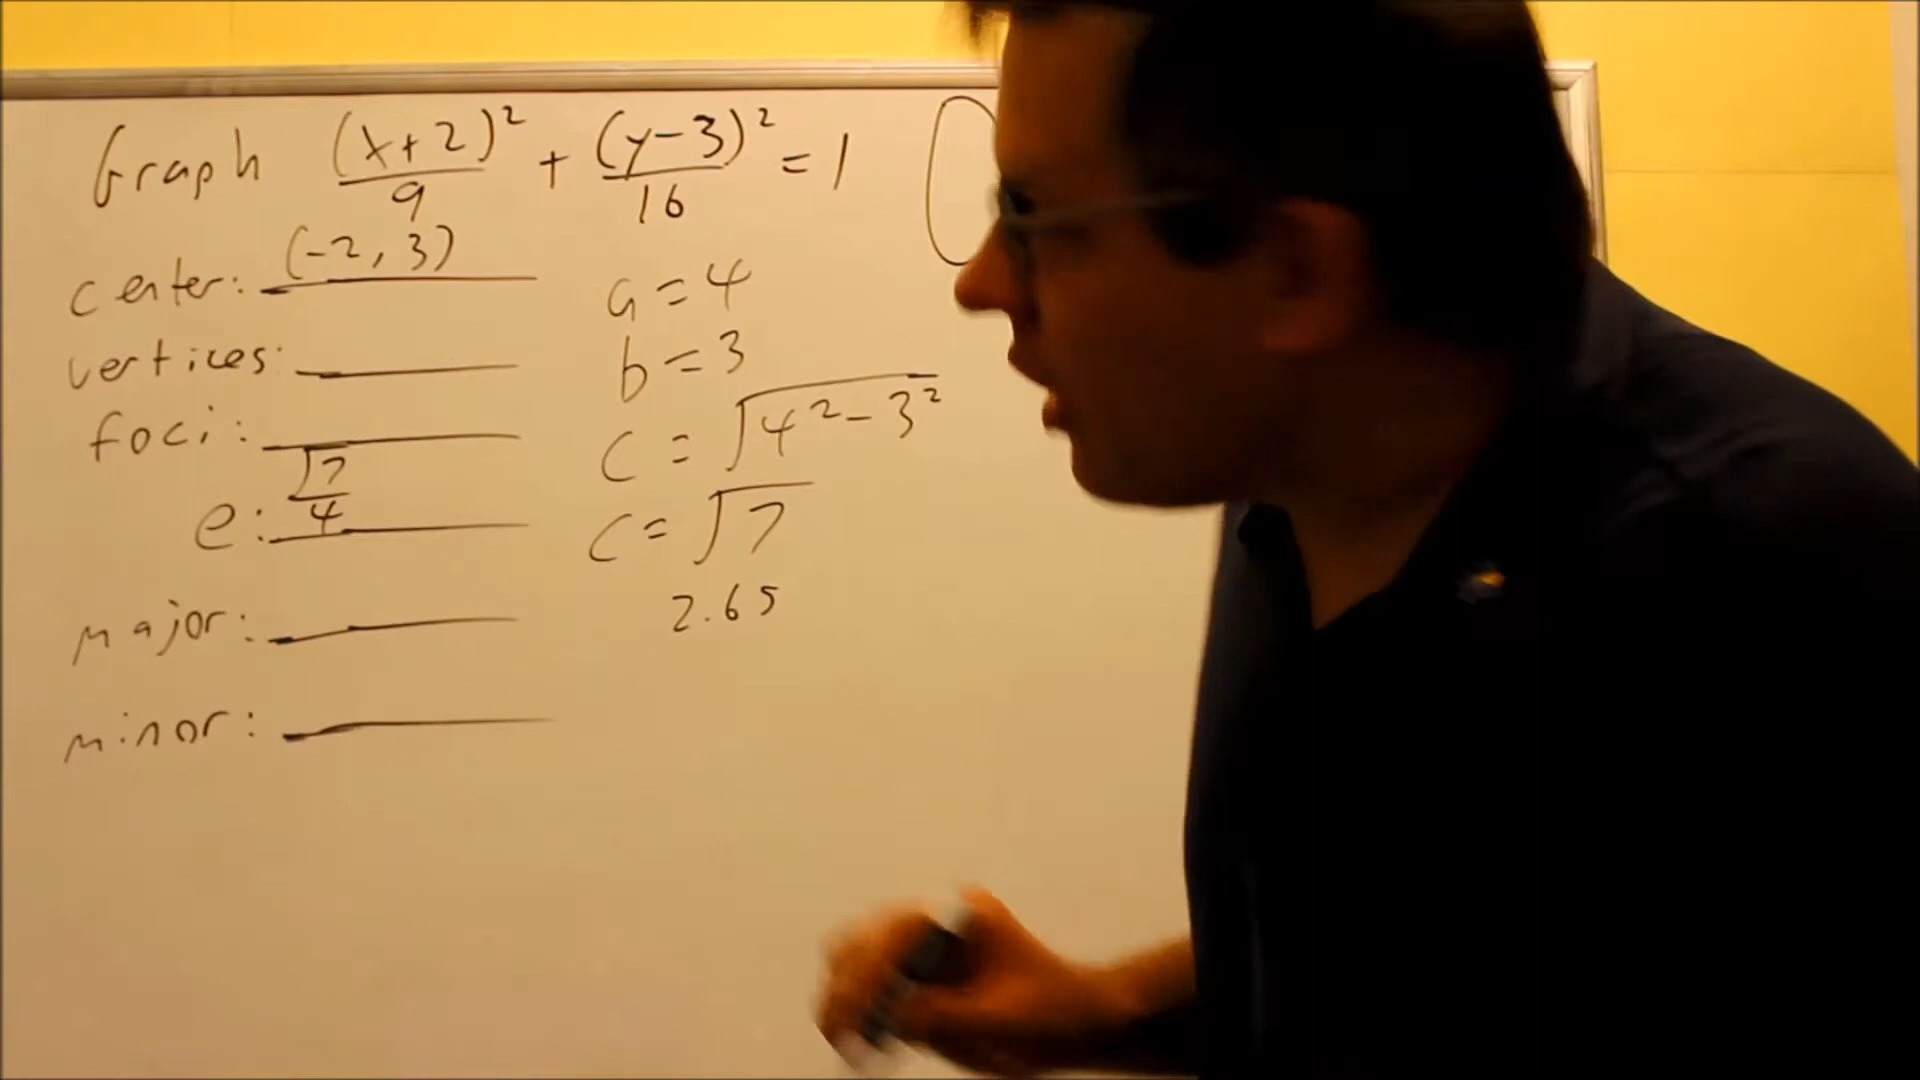 Graph (x+2)²/9 + (y-3)²/16 = 1
center: (-2, 3)
vertices:
foci:
e: √7/4
major:
minor:
a = 4
b = 3
c = √4² - 3²
c = √7
2.65